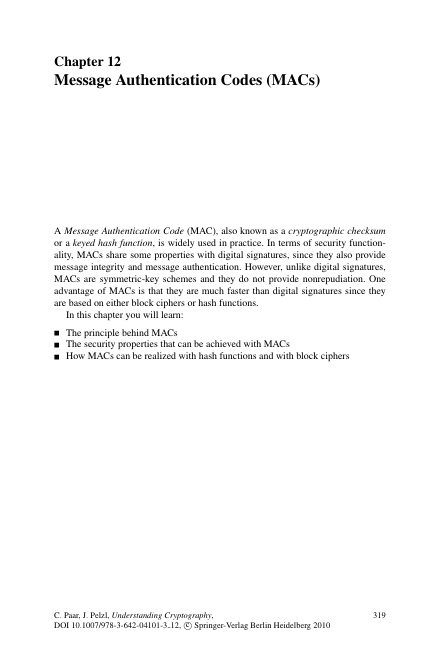 Chapter 12
Message Authentication Codes (MACs)
A Message Authentication Code (MAC), also known as a cryptographic checksum
or a keyed hash function, is widely used in practice. In terms of security function-
ality, MACs share some properties with digital signatures, since they also provide
message integrity and message authentication. However, unlike digital signatures,
MACs are symmetric-key schemes and they do not provide nonrepudiation. One
advantage of MACs is that they are much faster than digital signatures since they
are based on either block ciphers or hash functions.
In this chapter you will learn:
■ The principle behind MACs
■ The security properties that can be achieved with MACs
■ How MACs can be realized with hash functions and with block ciphers
C. Paar, J. Pelzl, Understanding Cryptography, 319
DOI 10.1007/978-3-642-04101-3_12, © Springer-Verlag Berlin Heidelberg 2010